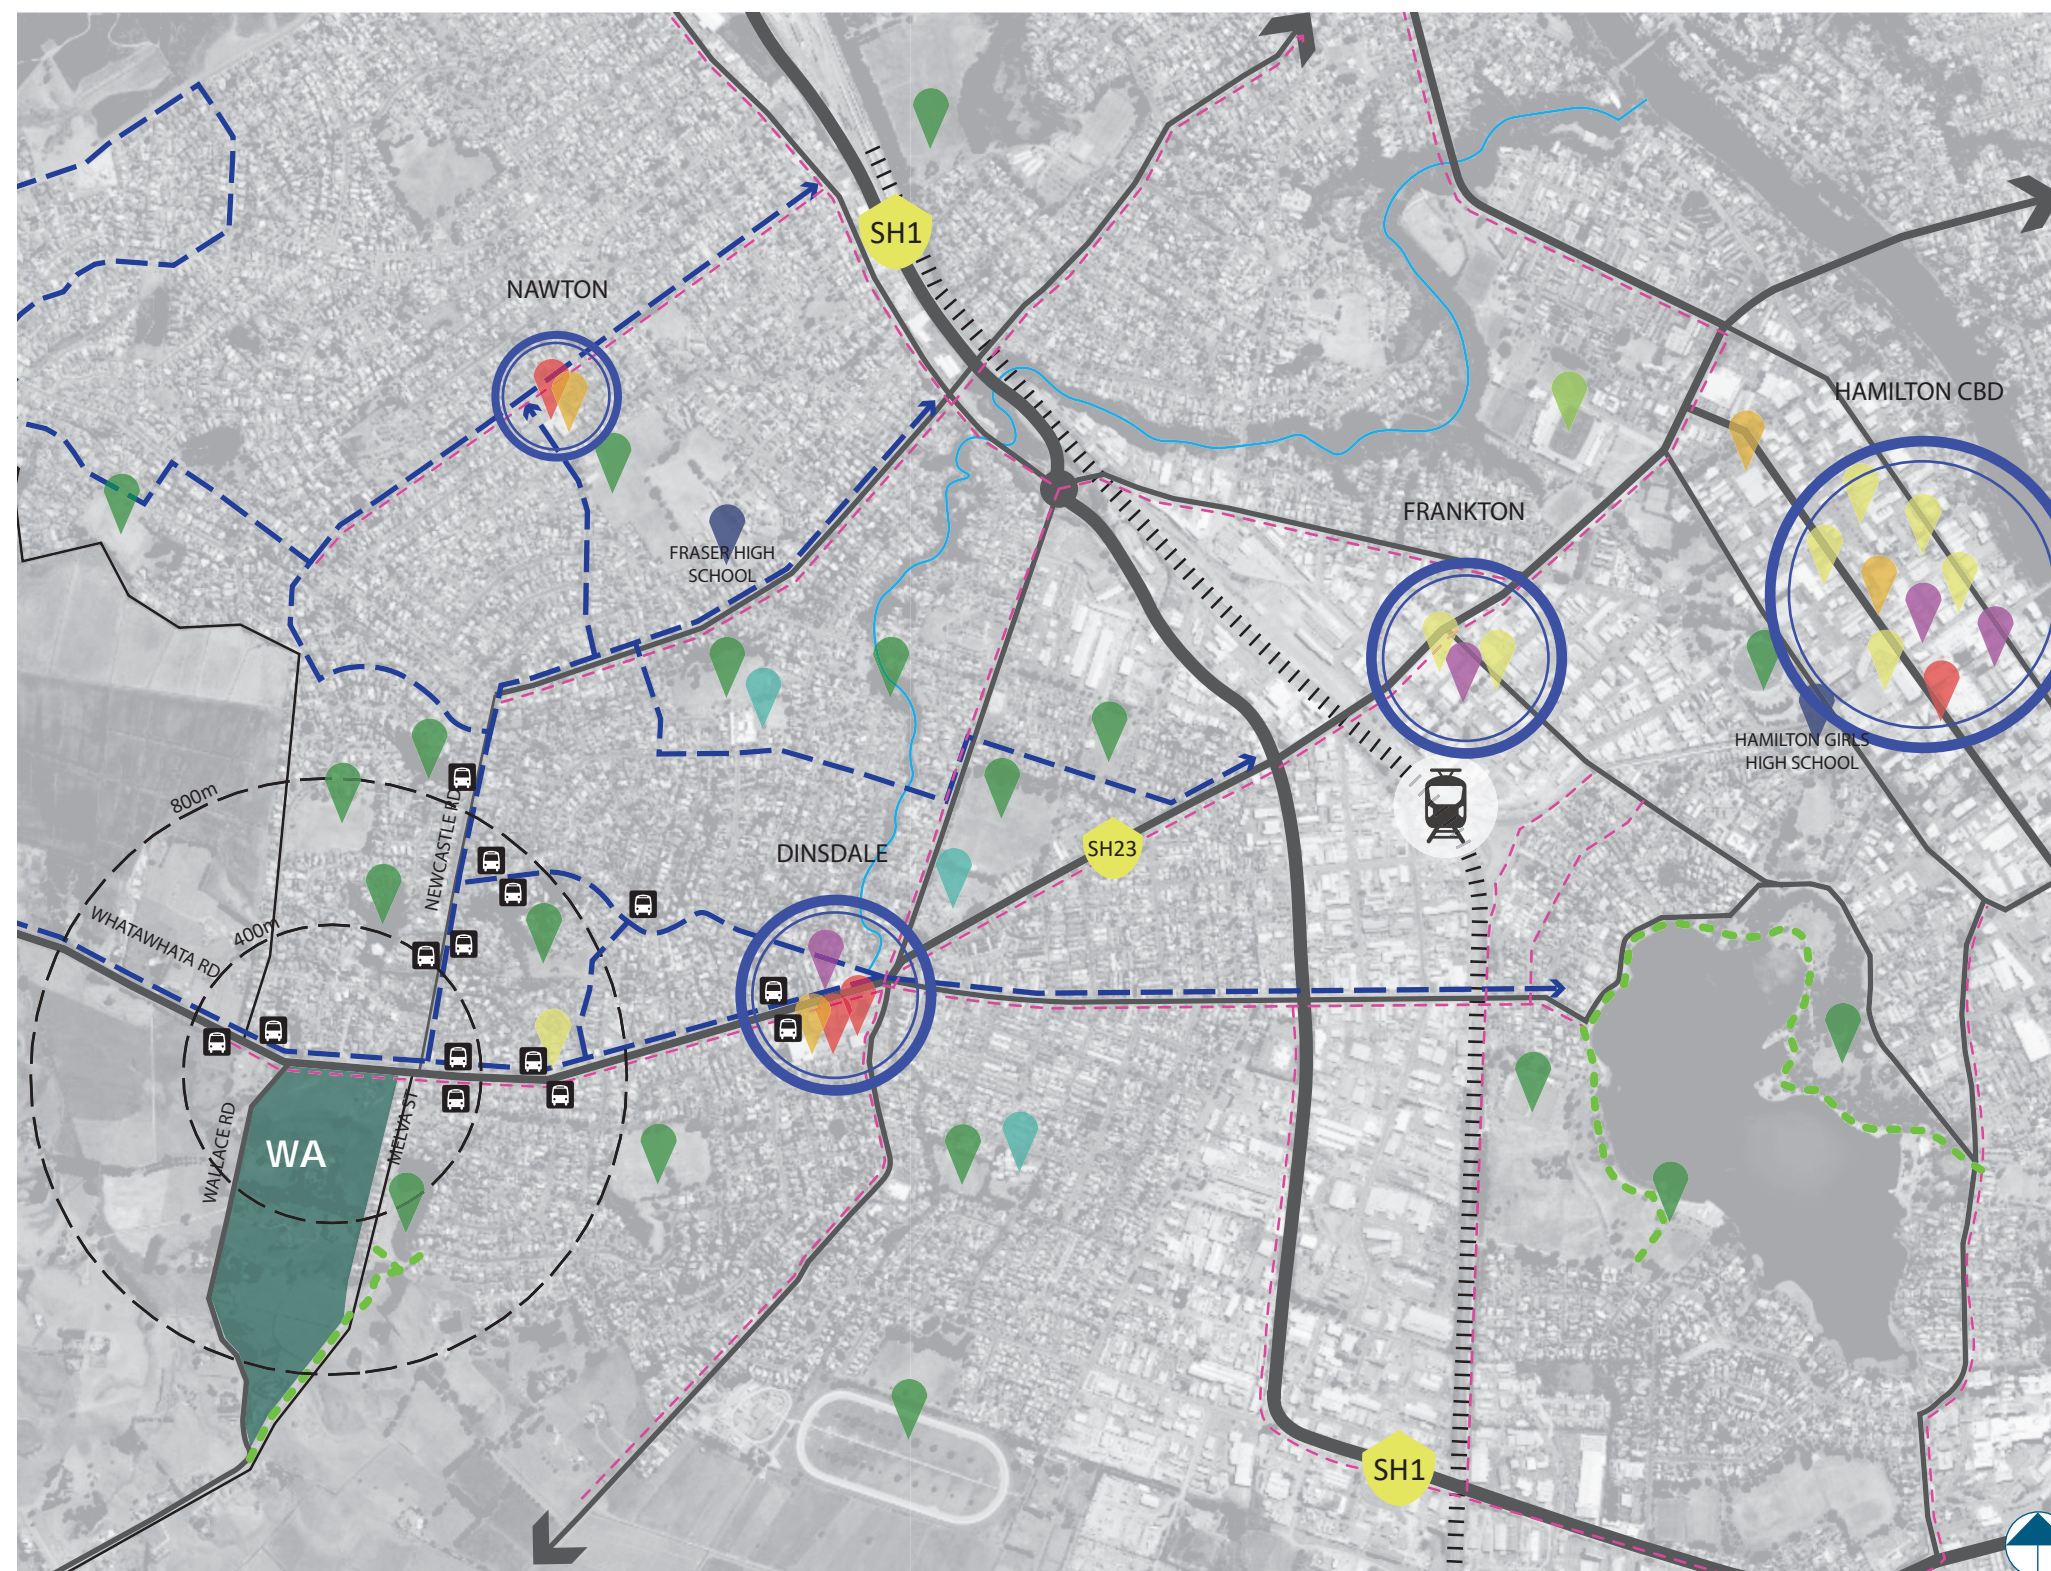 SH1
NAWTON
HAMILTON CBD
FRANKTON
FRASER HIGH
SCHOOL
HAMILTON GIRLS
HIGH SCHOOL
800m
NEWCASTLE RD
DINSDALE
SH23
WHATAWHATA RD
400m
WALLACE RD
WA
MELVA ST
SH1